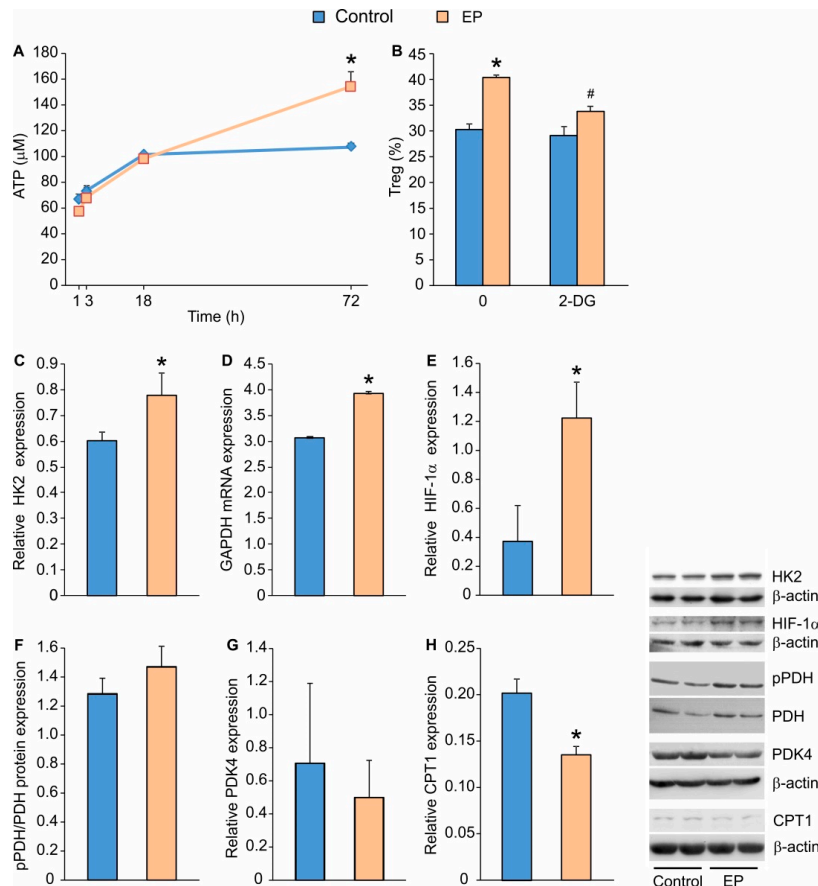 Control EP
A
180
160
140
120
100
80
60
40
20
0
ATP (μM)
*
1 3 18 72
Time (h)
B
45
40
35
30
25
20
15
10
5
0
Treg (%)
*
#
0 2-DG
C
0.9
0.8
0.7
0.6
0.5
0.4
0.3
0.2
0.1
0
Relative HK2 expression
*
D
4.5
4.0
3.5
3.0
2.5
2.0
1.5
1.0
0.5
0
GAPDH mRNA expression
*
E
1.6
1.4
1.2
1.0
0.8
0.6
0.4
0.2
0
Relative HIF-1α expression
*
F
1.6
1.4
1.2
1.0
0.8
0.6
0.4
0.2
0
pPDH/PDH protein expression
G
1.4
1.2
1.0
0.8
0.6
0.4
0.2
0
Relative PDK4 expression
H
0.25
0.20
0.15
0.10
0.05
0.00
Relative CPT1 expression
*
HK2
β-actin
HIF-1α
β-actin
pPDH
PDH
PDK4
β-actin
CPT1
β-actin
Control EP